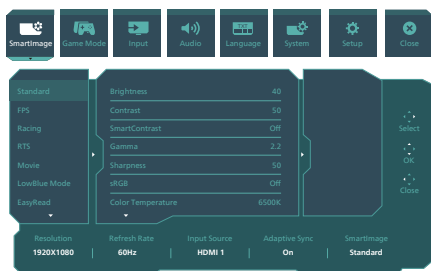 SmartImage Game Mode Input Audio Language System Setup Close
Standard Brightness 40
FPS Contrast 50 Select
Racing SmartContrast Off
RTS Gamma 2.2 OK
Movie Sharpness 50
LowBlue Mode sRGB Off Close
EasyRead Color Temperature 6500K
Resolution Refresh Rate Input Source Adaptive Sync SmartImage
1920X1080 60Hz HDMI 1 On Standard